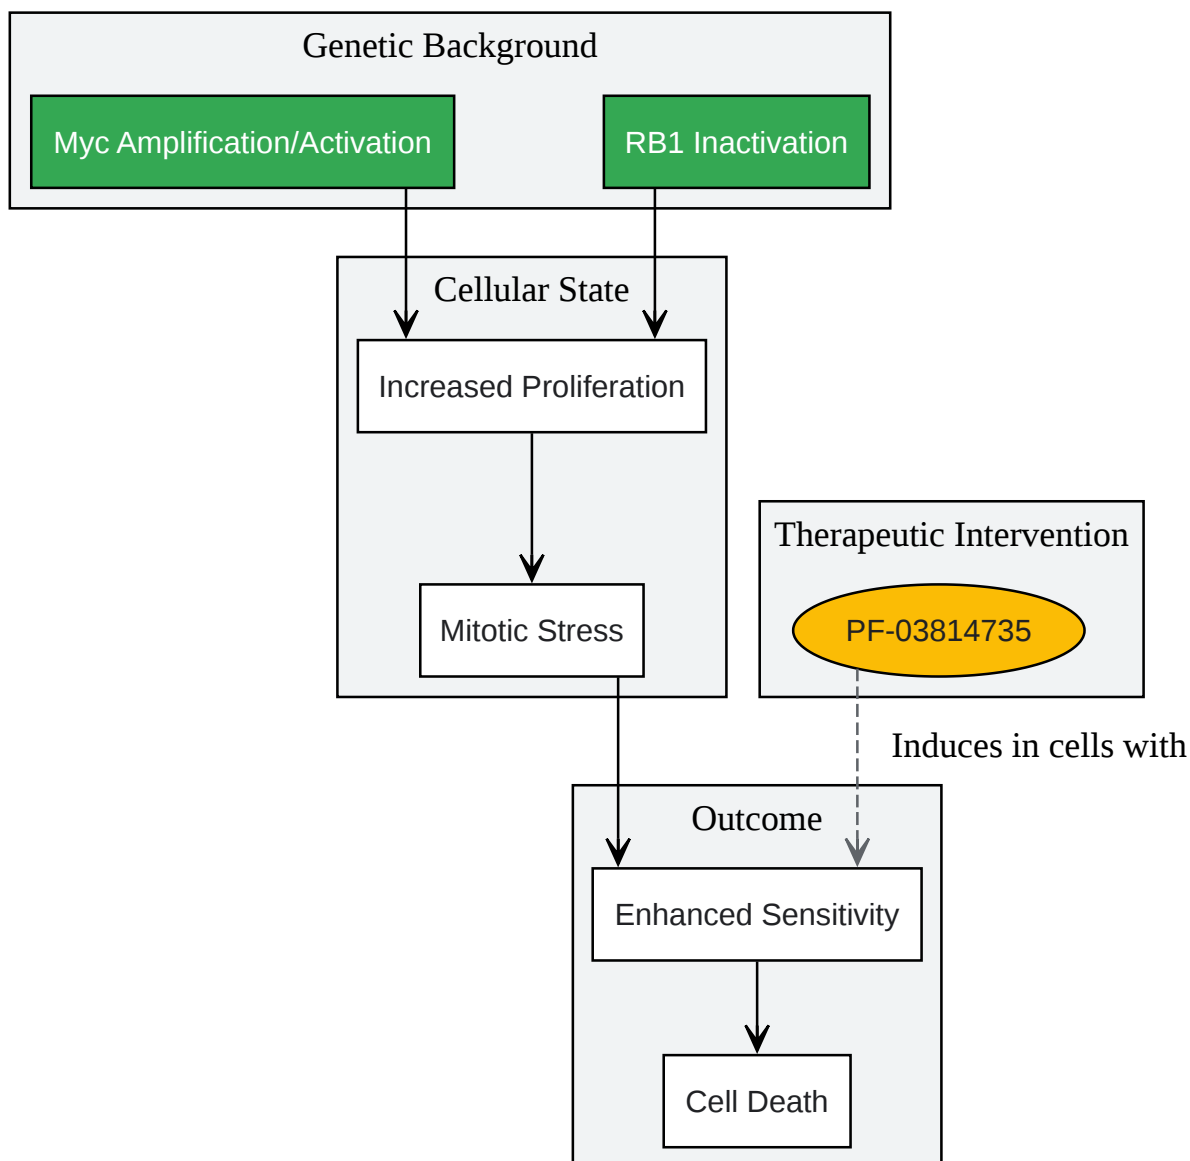 Genetic Background
Myc Amplification/Activation
RB1 Inactivation
Cellular State
Increased Proliferation
Mitotic Stress
Therapeutic Intervention
PF-03814735
Induces in cells with
Outcome
Enhanced Sensitivity
Cell Death